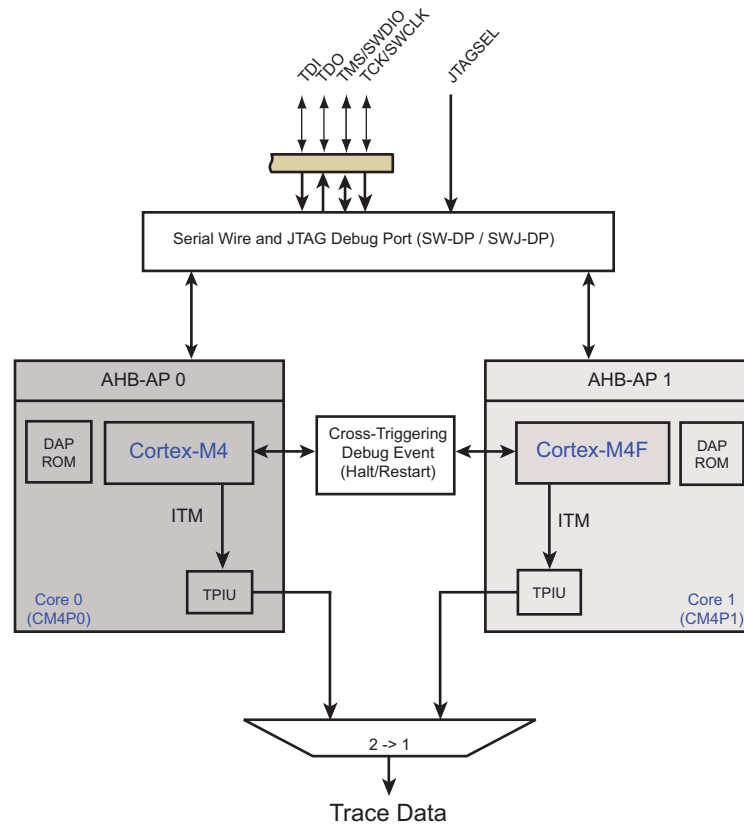 TDI
TDO
TMS/SWDIO
TCK/SWCLK
JTAGSEL
Serial Wire and JTAG Debug Port (SW-DP / SWJ-DP)
AHB-AP 0
AHB-AP 1
DAP
ROM
Cortex-M4
Cross-Triggering
Debug Event
(Halt/Restart)
Cortex-M4F
DAP
ROM
ITM
ITM
TPIU
TPIU
Core 0
(CM4P0)
Core 1
(CM4P1)
2 -> 1
Trace Data